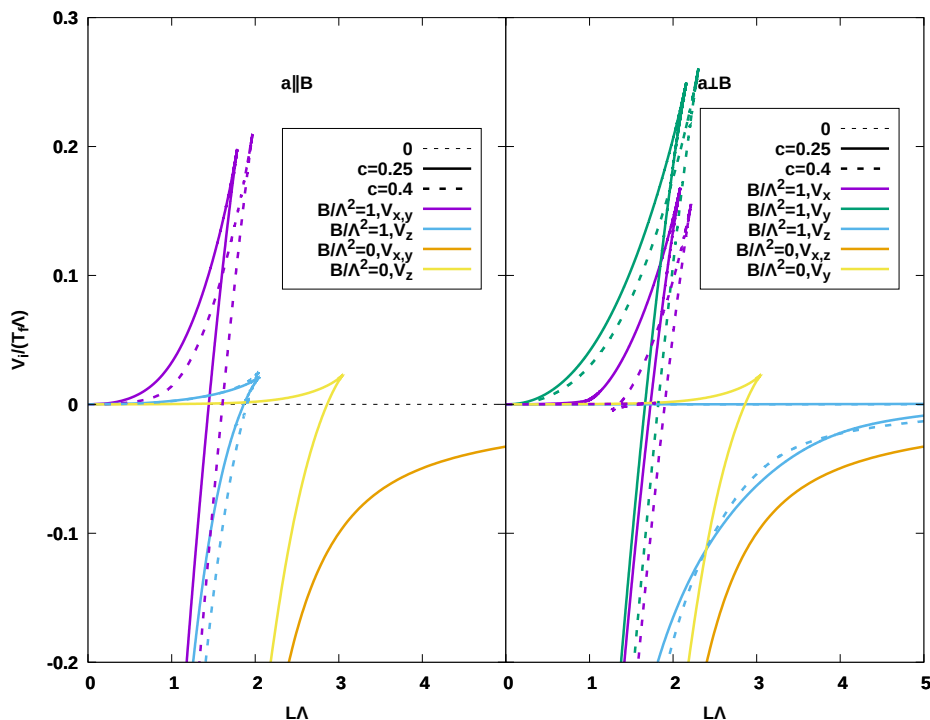 0.3
0.2
0.1
0
-0.1
-0.2
V_i/(T_fΛ)
a∥B
0
c=0.25
c=0.4
B/Λ²=1,V_x,y
B/Λ²=1,V_z
B/Λ²=0,V_x,y
B/Λ²=0,V_z
0 1 2 3 4
LΛ
a⊥B
0
c=0.25
c=0.4
B/Λ²=1,V_x
B/Λ²=1,V_y
B/Λ²=1,V_z
B/Λ²=0,V_x,z
B/Λ²=0,V_y
0 1 2 3 4 5
LΛ